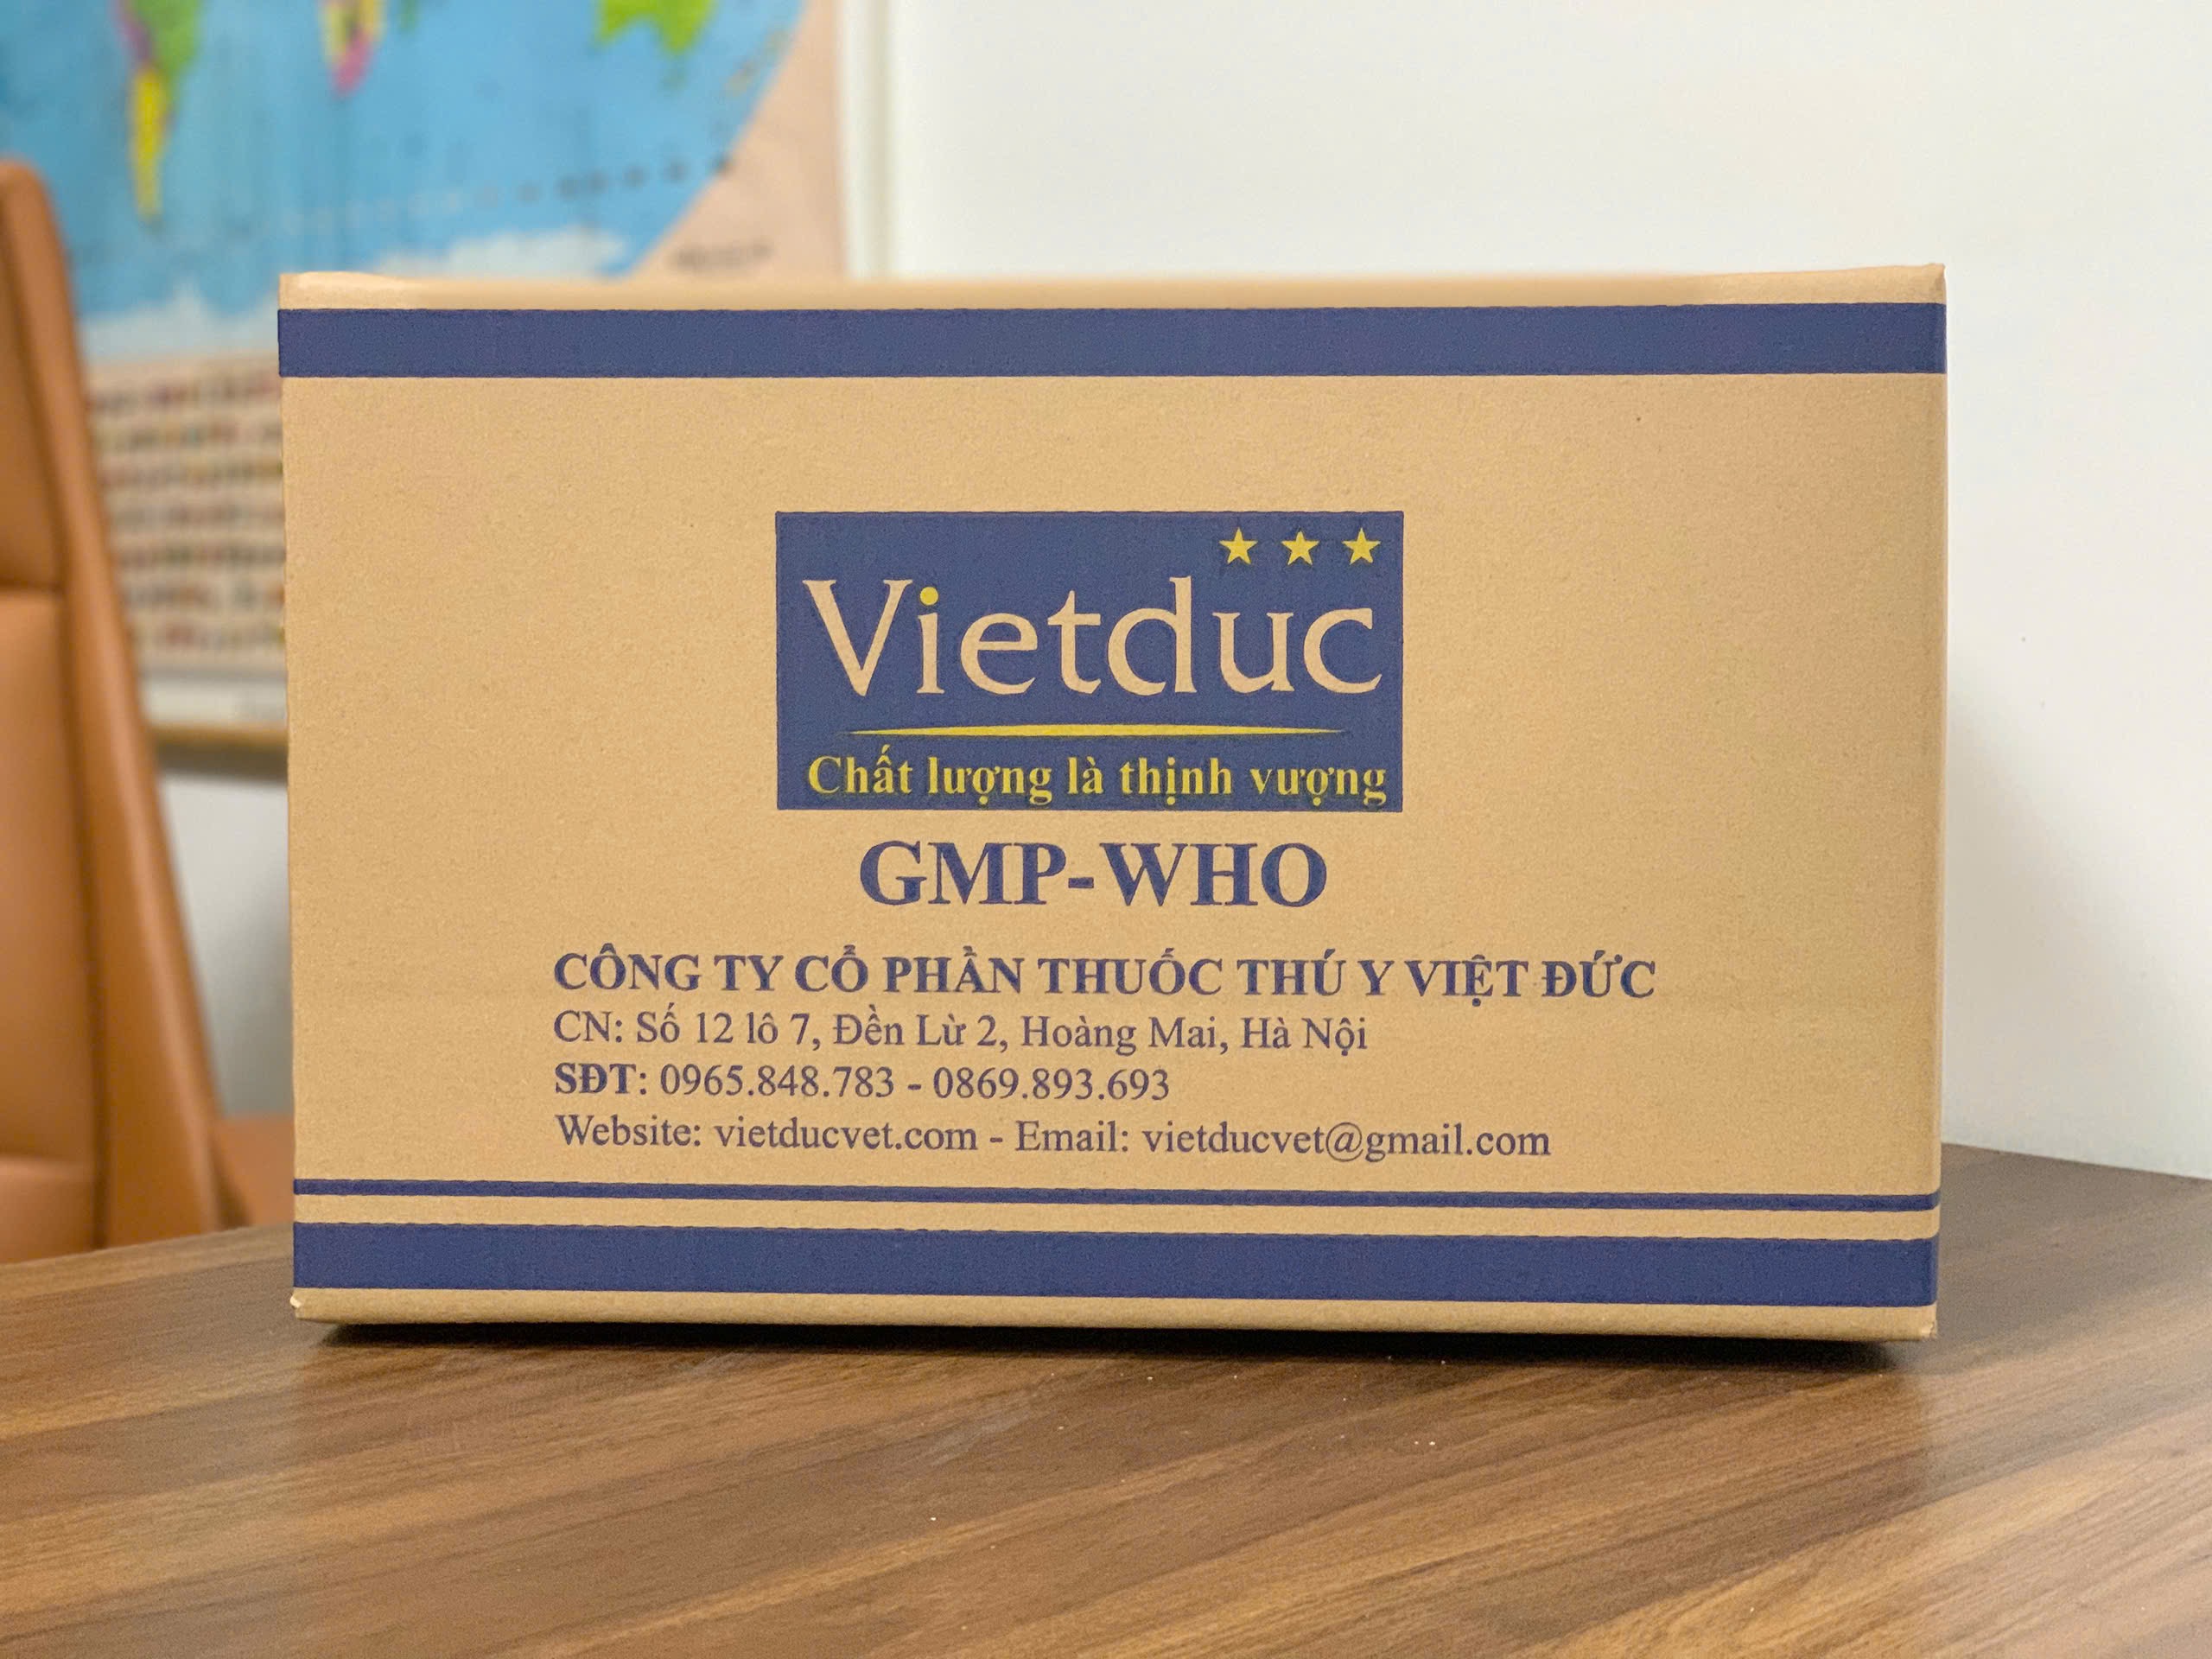 Vietduc
Chất lượng là thịnh vượng
GMP-WHO
CÔNG TY CỔ PHẦN THUỐC THÚ Y VIỆT ĐỨC
CN: Số 12 lô 7, Đền Lừ 2, Hoàng Mai, Hà Nội
SĐT: 0965.848.783 - 0869.893.693
Website: vietducvet.com - Email: vietducvet@gmail.com